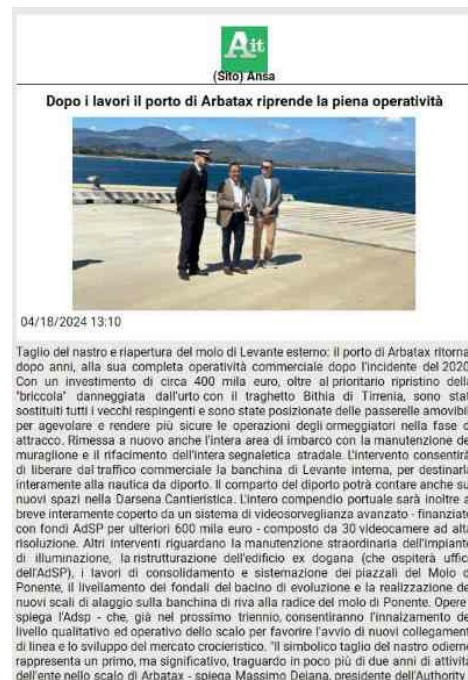 Ait
(Sito) Ansa
Dopo i lavori il porto di Arbatax riprende la piena operatività
04/18/2024 13:10
Taglio del nastro e riapertura del molo di Levante esterno: il porto di Arbatax ritorna
dopo anni, alla sua completa operatività commerciale dopo l'incidente del 2020
Con un investimento di circa 400 mila euro, oltre al prioritario ripristino dell
"briccola" danneggiata dall'urto con il traghetto Bithia di Tirrenia, sono stat
sostituiti tutti i vecchi respingenti e sono state posizionate delle passerelle amovibil
per agevolare e rendere più sicure le operazioni degli ormeggiatori nella fase d
attracco. Rimessa a nuovo anche l'intera area di imbarco con la manutenzione de
muraglione e il rifacimento dell'intera segnaletica stradale. L'intervento consentirà
di liberare dal traffico commerciale la banchina di Levante interna, per destinarla
interamente alla nautica da diporto. Il comparto del diporto potrà contare anche su
nuovi spazi nella Darsena Cantieristica. L'intero compendio portuale sarà inoltre a
breve interamente coperto da un sistema di videosorveglianza avanzato - finanziato
con fondi AdSP per ulteriori 600 mila euro - composto da 30 videocamere ad alta
risoluzione. Altri interventi riguardano la manutenzione straordinaria dell'impianto
di illuminazione, la ristrutturazione dell'edificio ex dogana (che ospiterà uffic
dell'AdSP), i lavori di consolidamento e sistemazione dei piazzali del Molo d
Ponente, il livellamento dei fondali del bacino di evoluzione e la realizzazione de
nuovi scali di alaggio sulla banchina di riva alla radice del molo di Ponente. Opere
spiega l'Adsp - che, già nel prossimo triennio, consentiranno l'innalzamento de
livello qualitativo ed operativo dello scalo per favorire l'avvio di nuovi collegament
di linea e lo sviluppo del mercato crocieristico. "Il simbolico taglio del nastro odierno
rappresenta un primo, ma significativo, traguardo in poco più di due anni di attività
dell'ente nello scalo di Arbatax - spiega Massimo Deiana, presidente dell'Authority